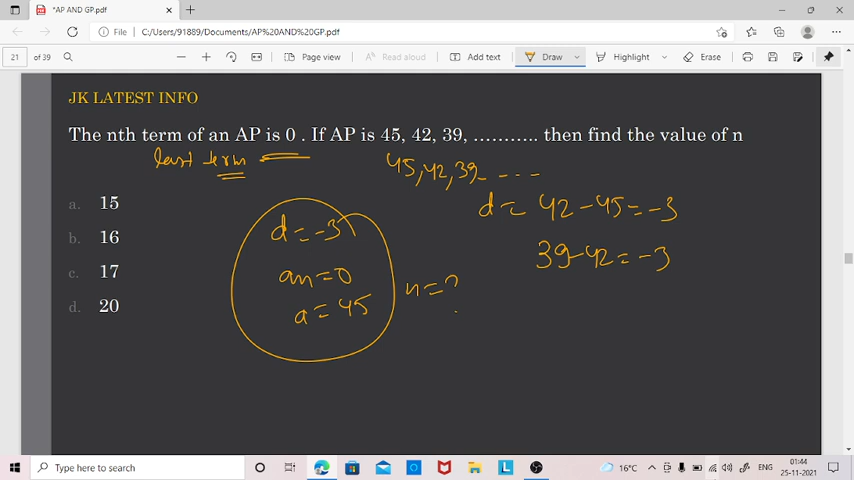 *AP AND GP.pdf
File
C:/Users/91889/Documents/AP%20AND%20GP.pdf
21 of 39
Page view
Read aloud
Add text
Draw
Highlight
Erase
JK LATEST INFO
The nth term of an AP is 0 . If AP is 45, 42, 39, ……….. then find the value of n
last term
45,42,39- - - -
a. 15
b. 16
c. 17
d. 20
d = 42 - 45 = -3
39-42 = -3
d = -3
an = 0
a = 45
n = ?
Type here to search
16°C
ENG
01:44
25-11-2021